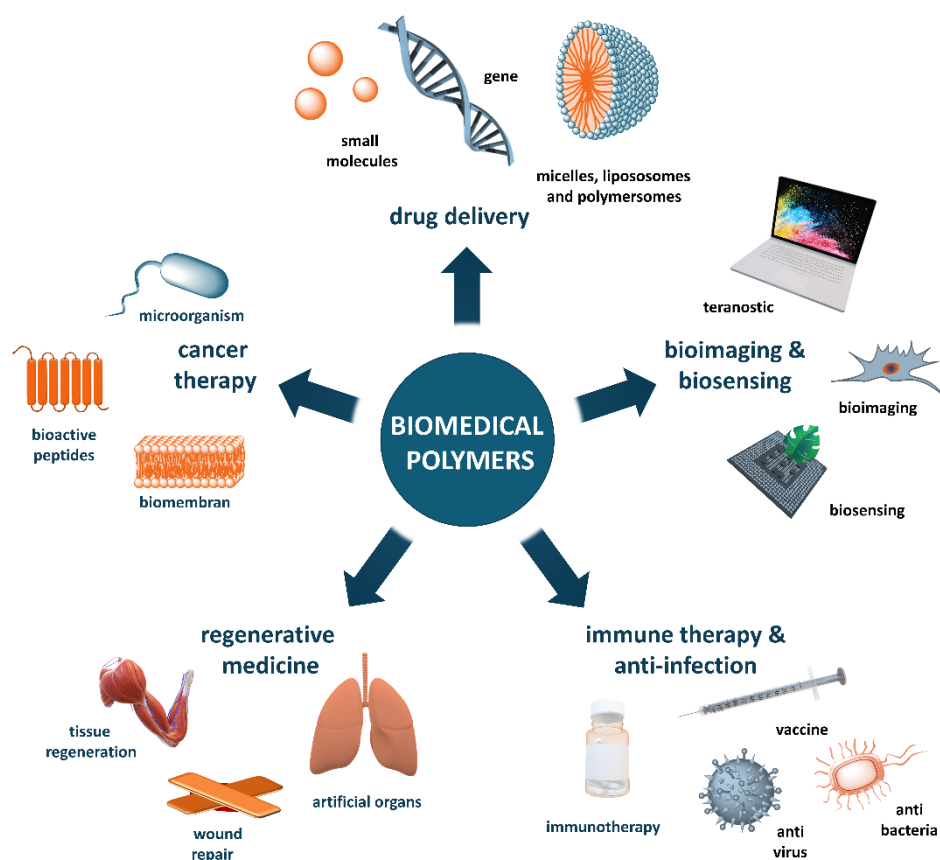 gene
small
molecules
micelles, lipososomes
and polymersomes
drug delivery
teranostic
microorganism
cancer
therapy
bioimaging &
biosensing
bioimaging
bioactive
peptides
biomembran
BIOMEDICAL
POLYMERS
biosensing
regenerative
medicine
immune therapy &
anti-infection
tissue
regeneration
vaccine
artificial organs
wound
repair
immunotherapy
anti
virus
anti
bacteria